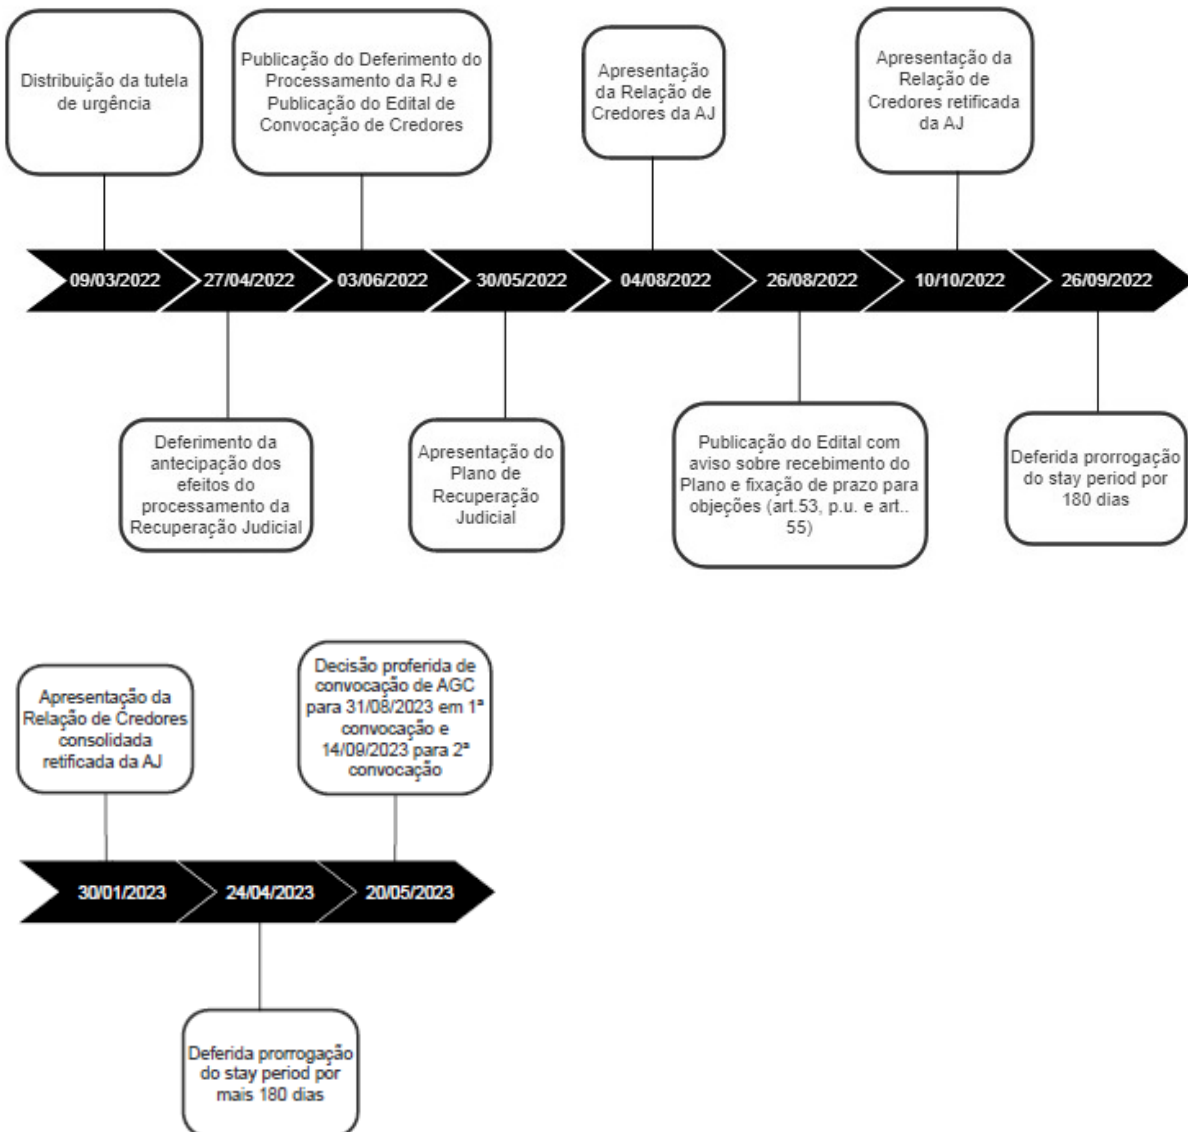 Distribuição da tutela
de urgência
Publicação do Deferimento do
Processamento da RJ e
Publicação do Edital de
Convocação de Credores
Apresentação
da Relação de
Credores da AJ
Apresentação da
Relação de
Credores retificada
da AJ
09/03/2022
27/04/2022
03/06/2022
30/05/2022
04/08/2022
26/08/2022
10/10/2022
26/09/2022
Deferimento da
antecipação dos
efeitos do
processamento da
Recuperação Judicial
Apresentação do
Plano de
Recuperação
Judicial
Publicação do Edital com
aviso sobre recebimento do
Plano e fixação de prazo para
objeções (art.53, p.u. e art..
55)
Deferida prorrogação
do stay period por
180 dias
Apresentação da
Relação de Credores
consolidada
retificada da AJ
Decisão proferida de
convocação de AGC
para 31/08/2023 em 1ª
convocação e
14/09/2023 para 2ª
convocação
30/01/2023
24/04/2023
20/05/2023
Deferida prorrogação
do stay period por
mais 180 dias